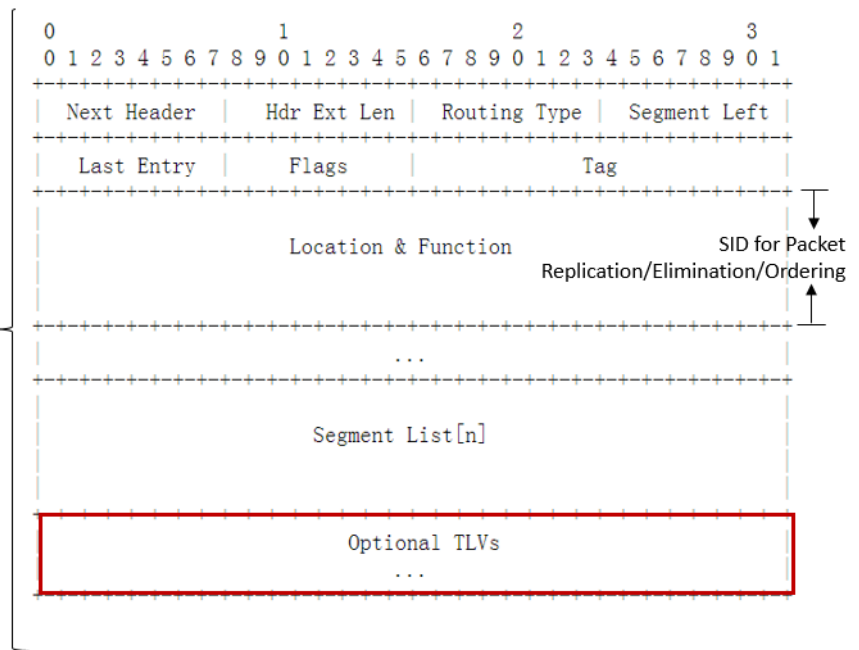 0 1 2 3
0 1 2 3 4 5 6 7 8 9 0 1 2 3 4 5 6 7 8 9 0 1 2 3 4 5 6 7 8 9 0 1
+-+-+-+-+-+-+-+-+-+-+-+-+-+-+-+-+-+-+-+-+-+-+-+-+-+-+-+-+-+-+-+-+
| Next Header | Hdr Ext Len | Routing Type | Segment Left |
+-+-+-+-+-+-+-+-+-+-+-+-+-+-+-+-+-+-+-+-+-+-+-+-+-+-+-+-+-+-+-+-+
| Last Entry | Flags | Tag |
+-+-+-+-+-+-+-+-+-+-+-+-+-+-+-+-+-+-+-+-+-+-+-+-+-+-+-+-+-+-+-+-+
Location & Function
SID for Packet
Replication/Elimination/Ordering
+-+-+-+-+-+-+-+-+-+-+-+-+-+-+-+-+-+-+-+-+-+-+-+-+-+-+-+-+-+-+-+-+
| ... |
+-+-+-+-+-+-+-+-+-+-+-+-+-+-+-+-+-+-+-+-+-+-+-+-+-+-+-+-+-+-+-+-+
Segment List[n]
+-+-+-+-+-+-+-+-+-+-+-+-+-+-+-+-+-+-+-+-+-+-+-+-+-+-+-+-+-+-+-+-+
Optional TLVs
...
+-+-+-+-+-+-+-+-+-+-+-+-+-+-+-+-+-+-+-+-+-+-+-+-+-+-+-+-+-+-+-+-+